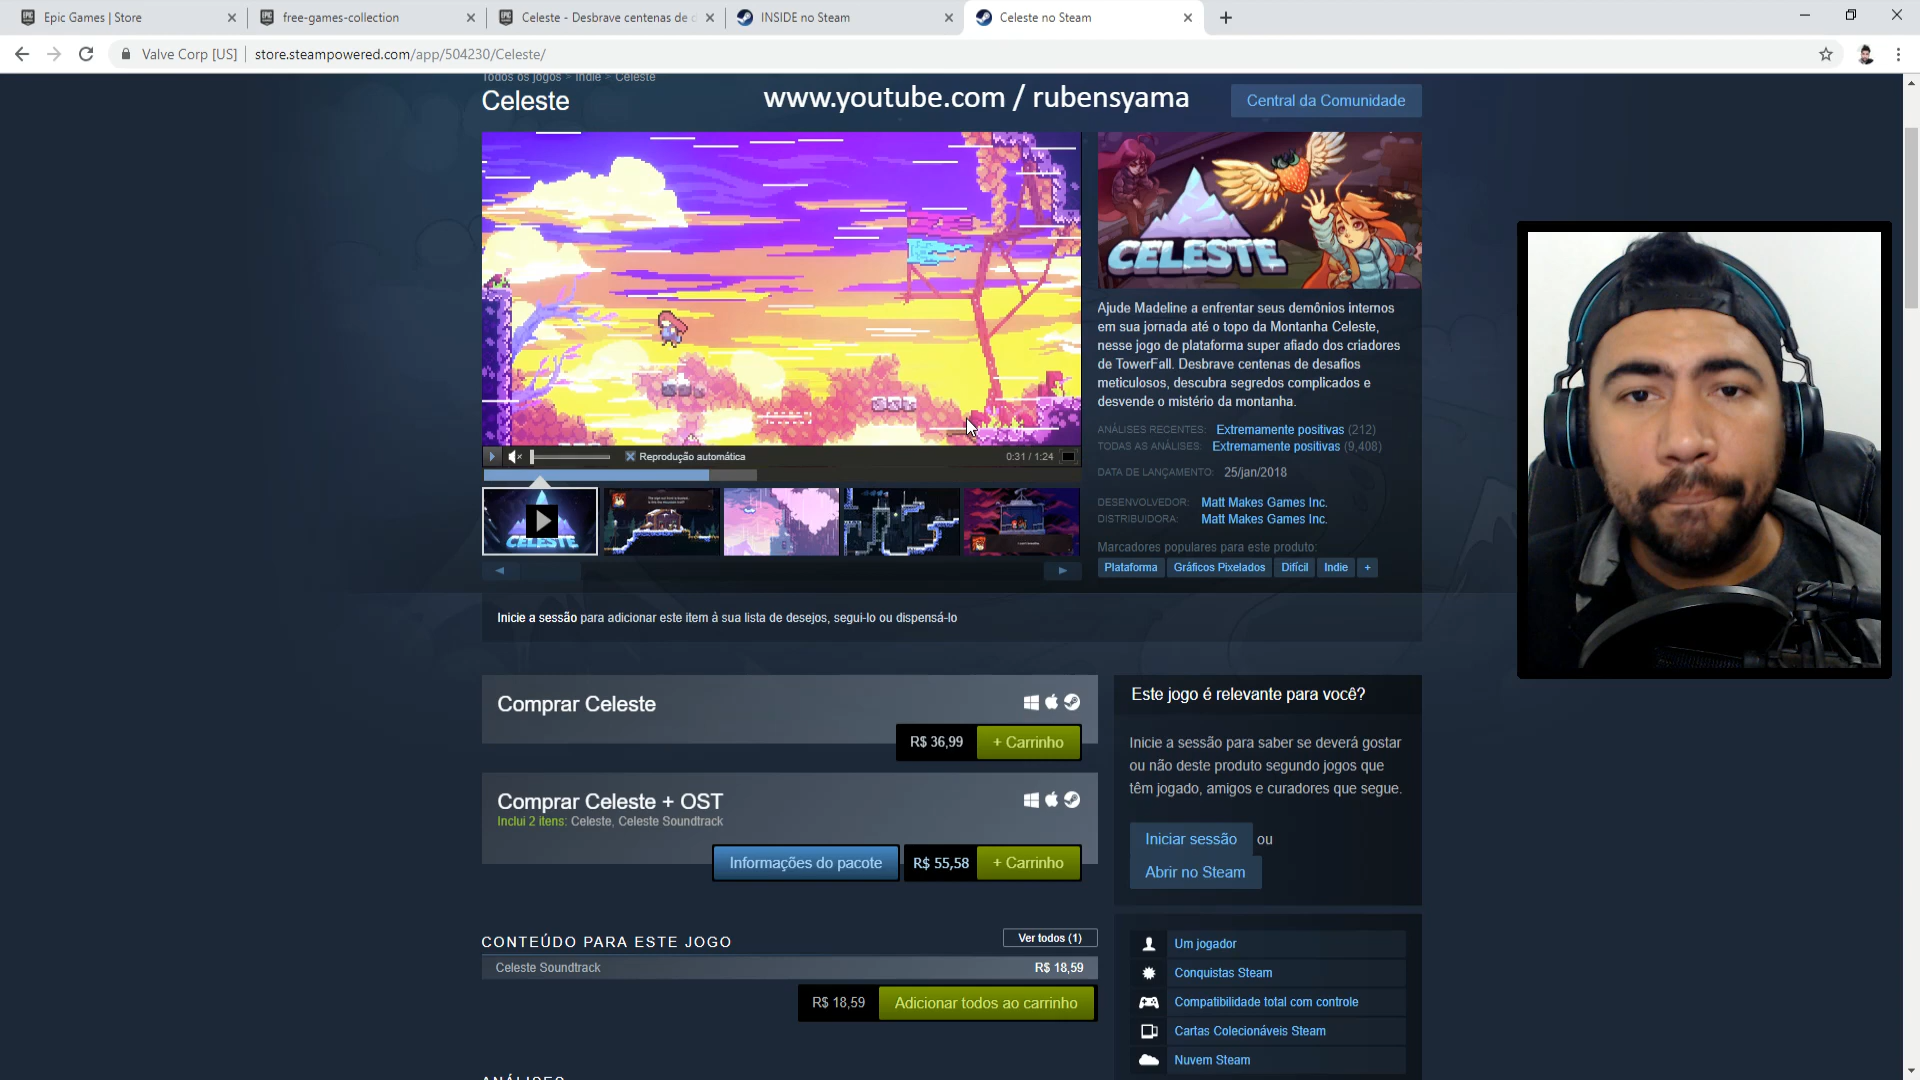 Epic Games | Store
free-games-collection
Celeste - Desbrave centenas de d
INSIDE no Steam
Celeste no Steam
Valve Corp [US]
store.steampowered.com/app/504230/Celeste/
Todos os jogos > Indie > Celeste
Celeste
www.youtube.com / rubensyama
Central da Comunidade
CELESTE
Ajude Madeline a enfrentar seus demônios internos
em sua jornada até o topo da Montanha Celeste,
nesse jogo de plataforma super afiado dos criadores
de TowerFall. Desbrave centenas de desafios
meticulosos, descubra segredos complicados e
desvende o mistério da montanha.
ANÁLISES RECENTES: Extremamente positivas (212)
TODAS AS ANÁLISES: Extremamente positivas (9,408)
DATA DE LANÇAMENTO: 25/jan/2018
DESENVOLVEDOR: Matt Makes Games Inc.
DISTRIBUIDORA: Matt Makes Games Inc.
Marcadores populares para este produto:
Plataforma Gráficos Pixelados Difícil Indie +
Reprodução automática
0:31 / 1:24
CELESTE
Inicie a sessão para adicionar este item à sua lista de desejos, segui-lo ou dispensá-lo
Comprar Celeste
R$ 36,99
+ Carrinho
Comprar Celeste + OST
Inclui 2 itens: Celeste, Celeste Soundtrack
Informações do pacote
R$ 55,58
+ Carrinho
CONTEÚDO PARA ESTE JOGO
Ver todos (1)
Celeste Soundtrack
R$ 18,59
R$ 18,59
Adicionar todos ao carrinho
Este jogo é relevante para você?
Inicie a sessão para saber se deverá gostar
ou não deste produto segundo jogos que
têm jogado, amigos e curadores que segue.
Iniciar sessão ou
Abrir no Steam
Um jogador
Conquistas Steam
Compatibilidade total com controle
Cartas Colecionáveis Steam
Nuvem Steam
ANÁLISES